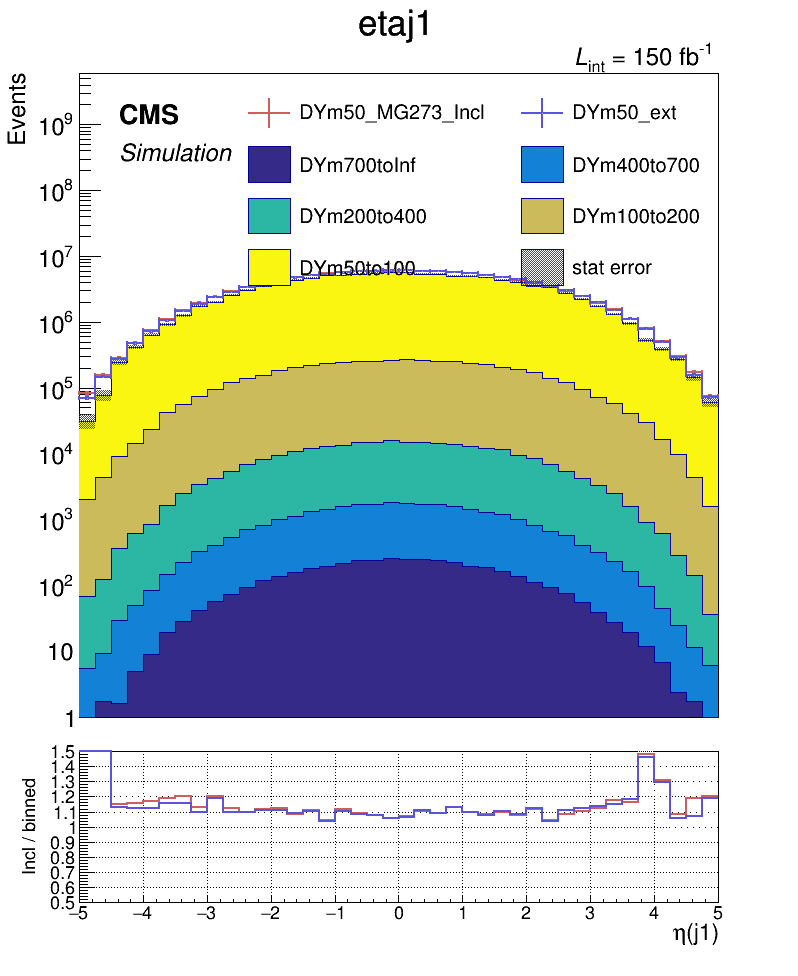 etaj1
L_int = 150 fb^-1
Events
CMS
Simulation
DYm50_MG273_Incl
DYm50_ext
DYm700toInf
DYm400to700
DYm200to400
DYm100to200
DYm50to100
stat error
10^9
10^8
10^7
10^6
10^5
10^4
10^3
10^2
10
1
Incl / binned
1.5
1.4
1.3
1.2
1.1
1
0.9
0.8
0.7
0.6
0.5
−5 −4 −3 −2 −1 0 1 2 3 4 5
η(j1)